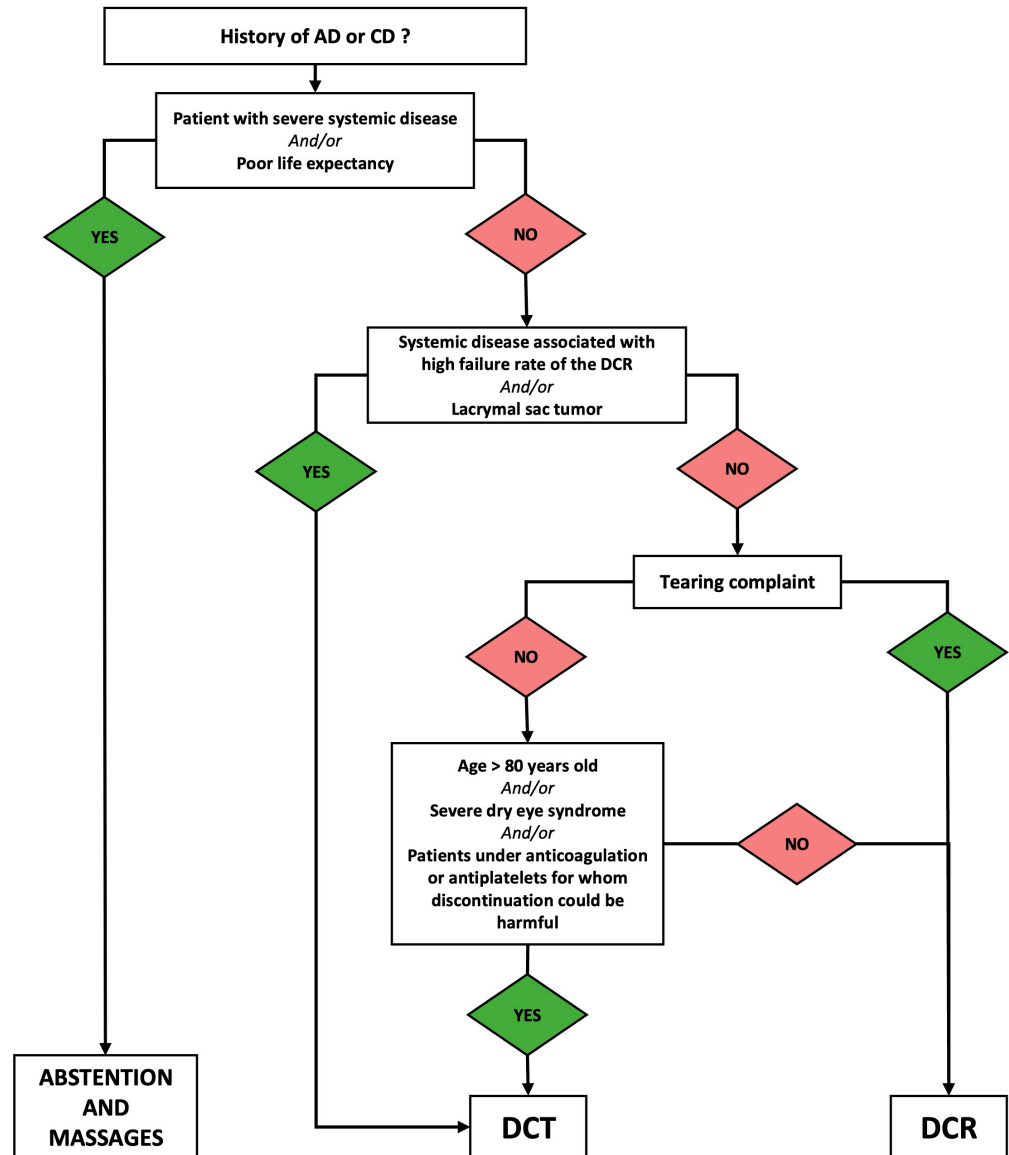 History of AD or CD ?
Patient with severe systemic disease
And/or
Poor life expectancy
YES
NO
Systemic disease associated with
high failure rate of the DCR
And/or
Lacrymal sac tumor
YES
NO
Tearing complaint
NO
YES
Age > 80 years old
And/or
Severe dry eye syndrome
And/or
Patients under anticoagulation
or antiplatelets for whom
discontinuation could be
harmful
NO
YES
ABSTENTION
AND
MASSAGES
DCT
DCR